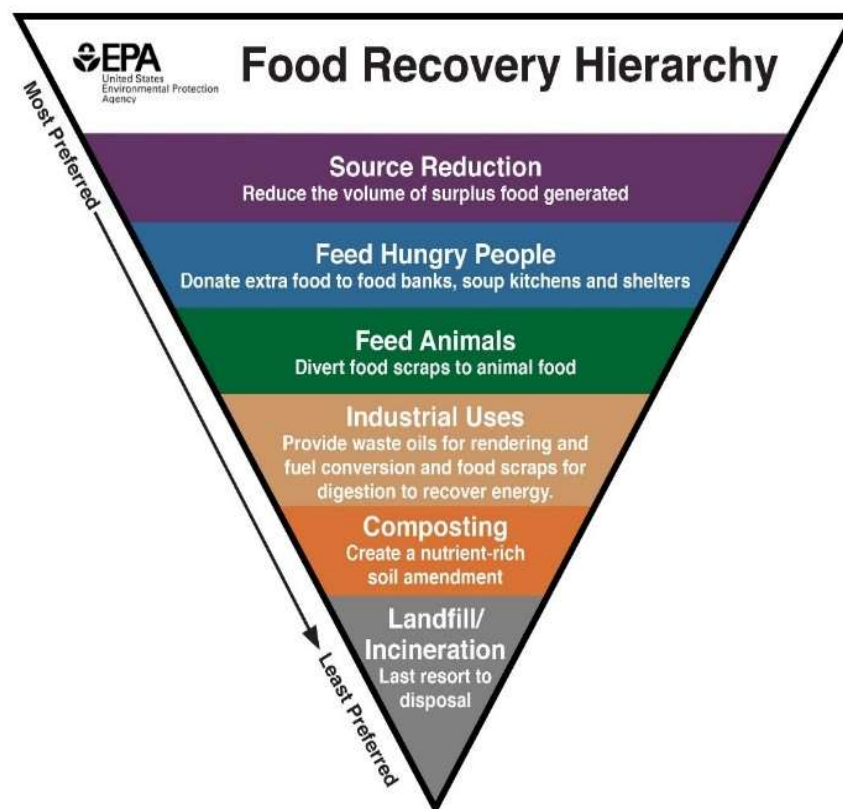 EPA
United States
Environmental Protection
Agency
Food Recovery Hierarchy
Most Preferred
Source Reduction
Reduce the volume of surplus food generated
Feed Hungry People
Donate extra food to food banks, soup kitchens and shelters
Feed Animals
Divert food scraps to animal food
Industrial Uses
Provide waste oils for rendering and
fuel conversion and food scraps for
digestion to recover energy.
Composting
Create a nutrient-rich
soil amendment
Landfill/
Incineration
Last resort to
disposal
Least Preferred